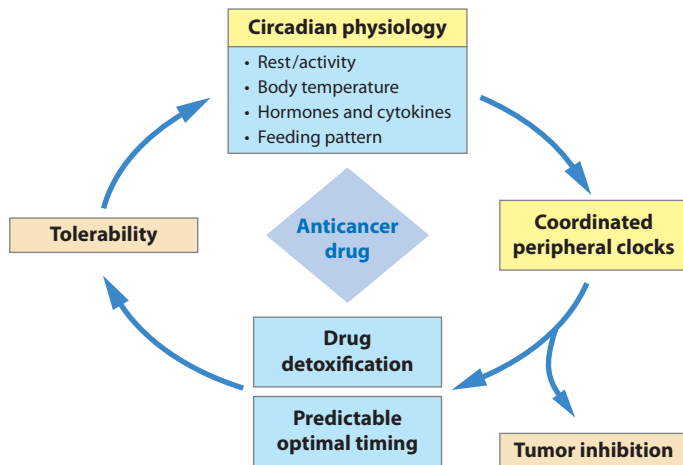 Circadian physiology
• Rest/activity
• Body temperature
• Hormones and cytokines
• Feeding pattern
Tolerability
Anticancer
drug
Coordinated
peripheral clocks
Drug
detoxification
Predictable
optimal timing
Tumor inhibition